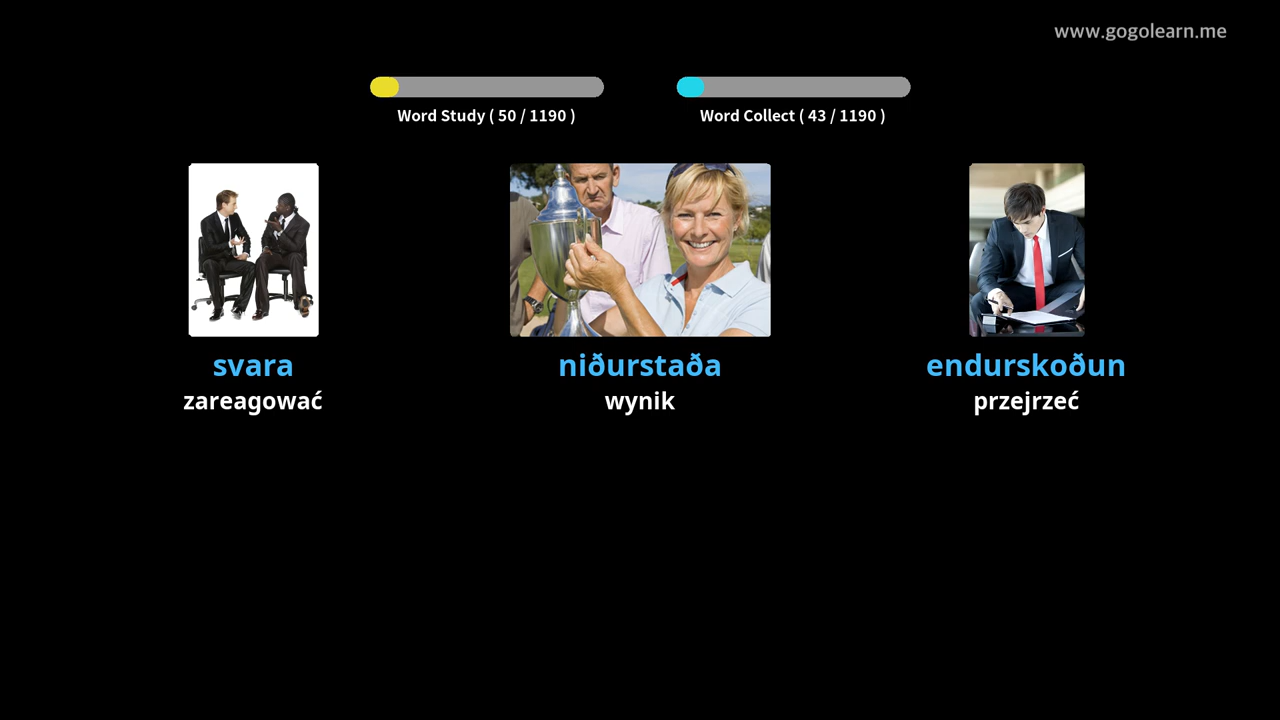 www.gogolearn.me
Word Study ( 50 / 1190 )
Word Collect ( 43 / 1190 )
svara
niðurstaða
endurskoðun
zareagować
wynik
przejrzeć